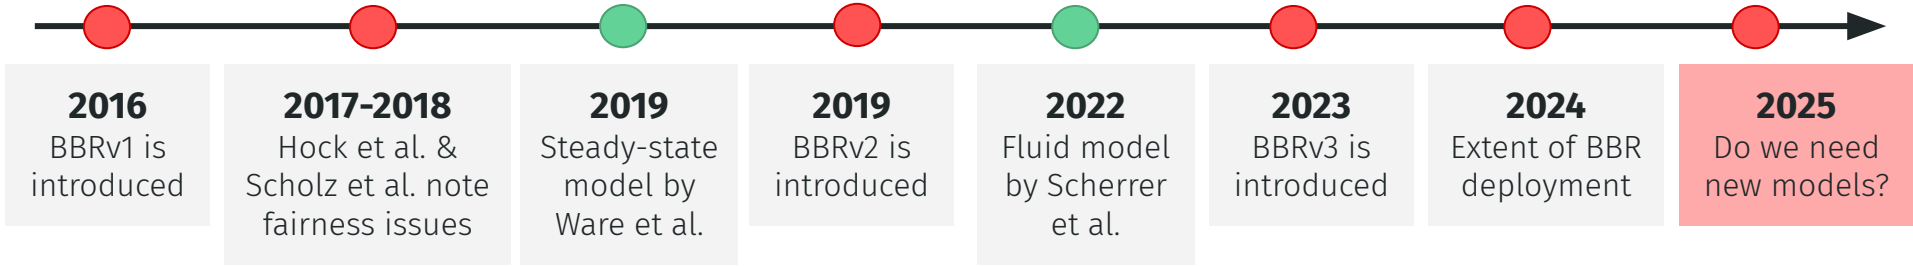 2016
BBRv1 is
introduced
2017-2018
Hock et al. &
Scholz et al. note
fairness issues
2019
Steady-state
model by
Ware et al.
2019
BBRv2 is
introduced
2022
Fluid model
by Scherrer
et al.
2023
BBRv3 is
introduced
2024
Extent of BBR
deployment
2025
Do we need
new models?